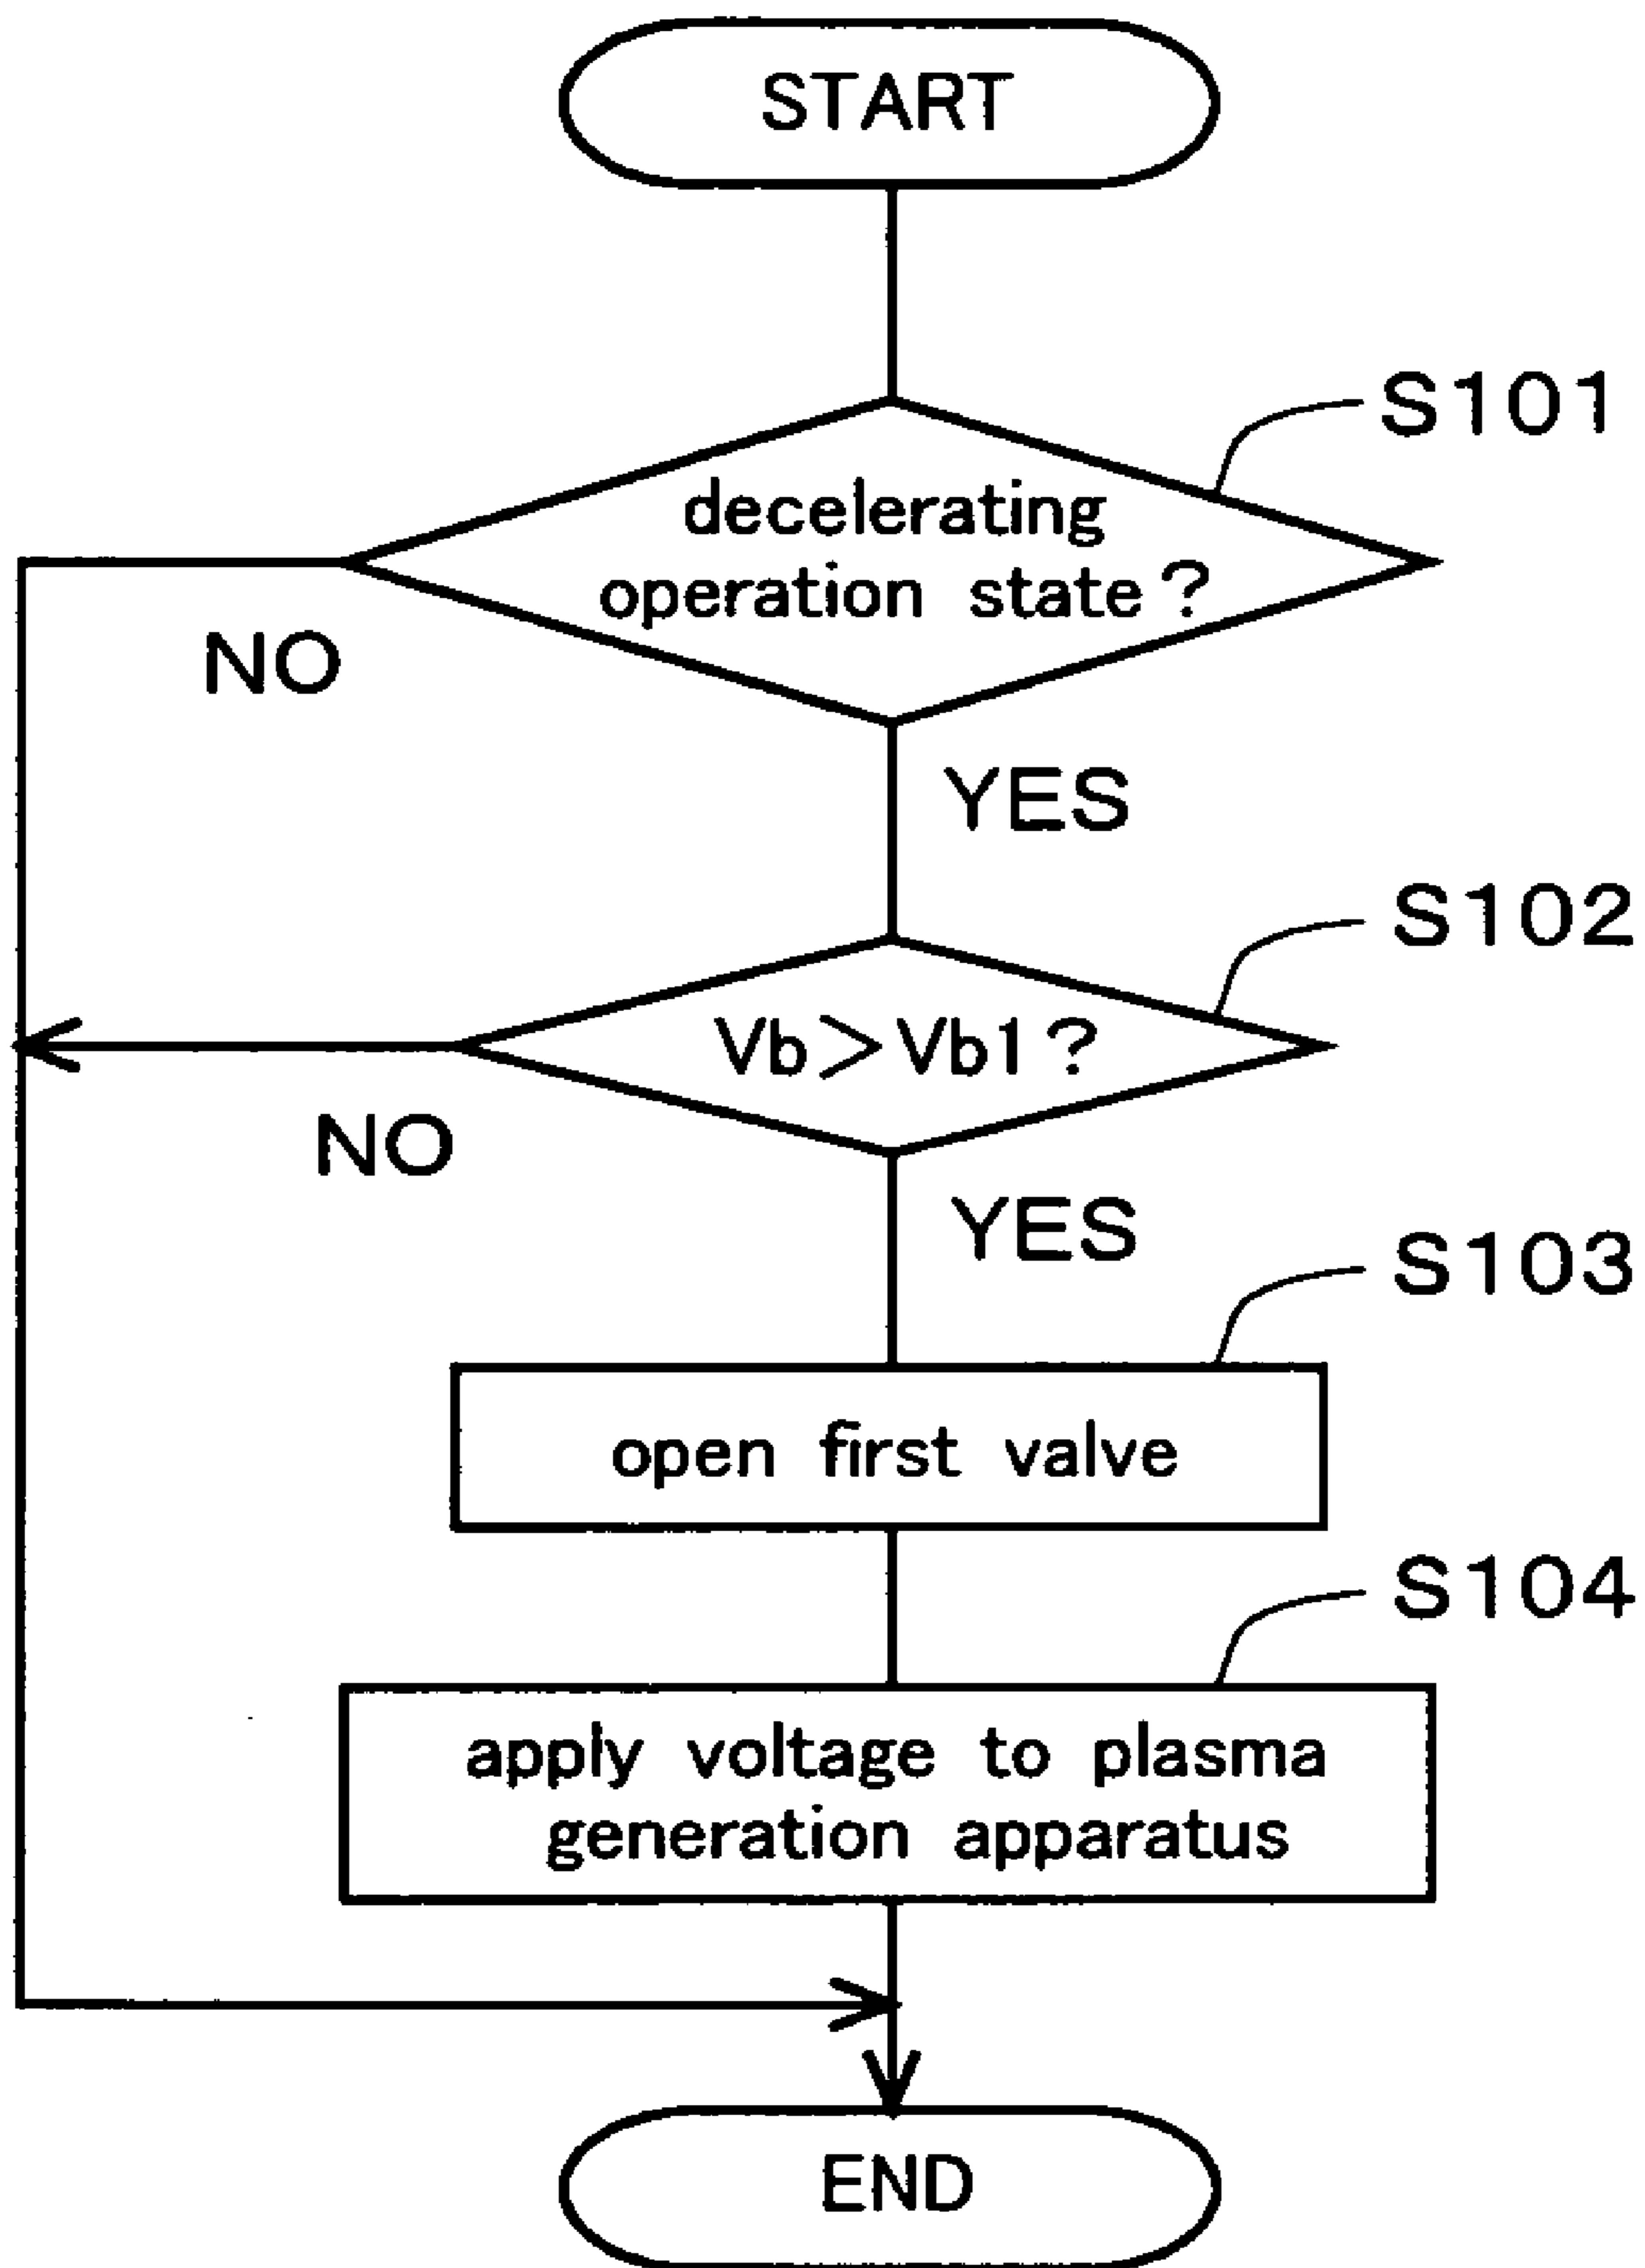 START
S101
decelerating
operation state?
NO
YES
S102
Vb>Vb1?
NO
YES
S103
open first valve
S104
apply voltage to plasma
generation apparatus
END